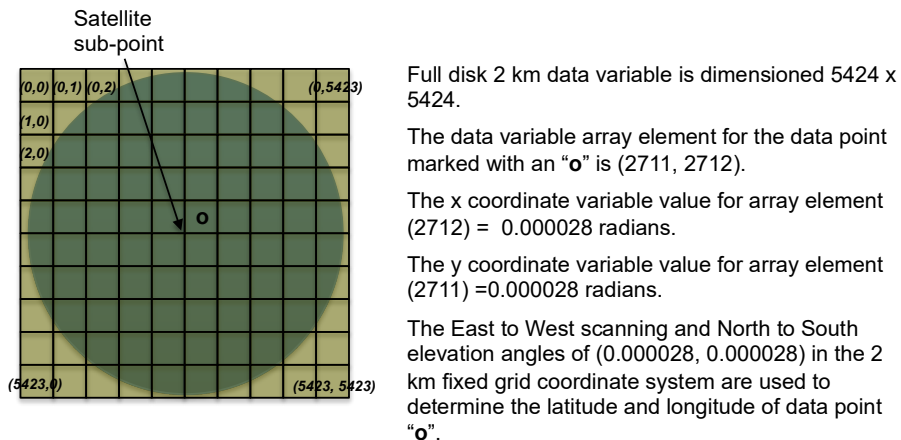 Satellite
sub-point
(0,0) (0,1) (0,2) (0,5423)
(1,0)
(2,0)
o
(5423,0) (5423, 5423)
Full disk 2 km data variable is dimensioned 5424 x
5424.
The data variable array element for the data point
marked with an “o” is (2711, 2712).
The x coordinate variable value for array element
(2712) = 0.000028 radians.
The y coordinate variable value for array element
(2711) =0.000028 radians.
The East to West scanning and North to South
elevation angles of (0.000028, 0.000028) in the 2
km fixed grid coordinate system are used to
determine the latitude and longitude of data point
“o”.